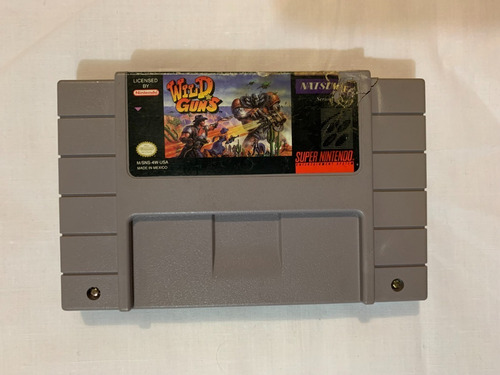 LICENSED
BY
Nintendo
WILD
GUNS
NATSUME
M/SNS-4W-USA
MADE IN MEXICO
SUPER NINTENDO